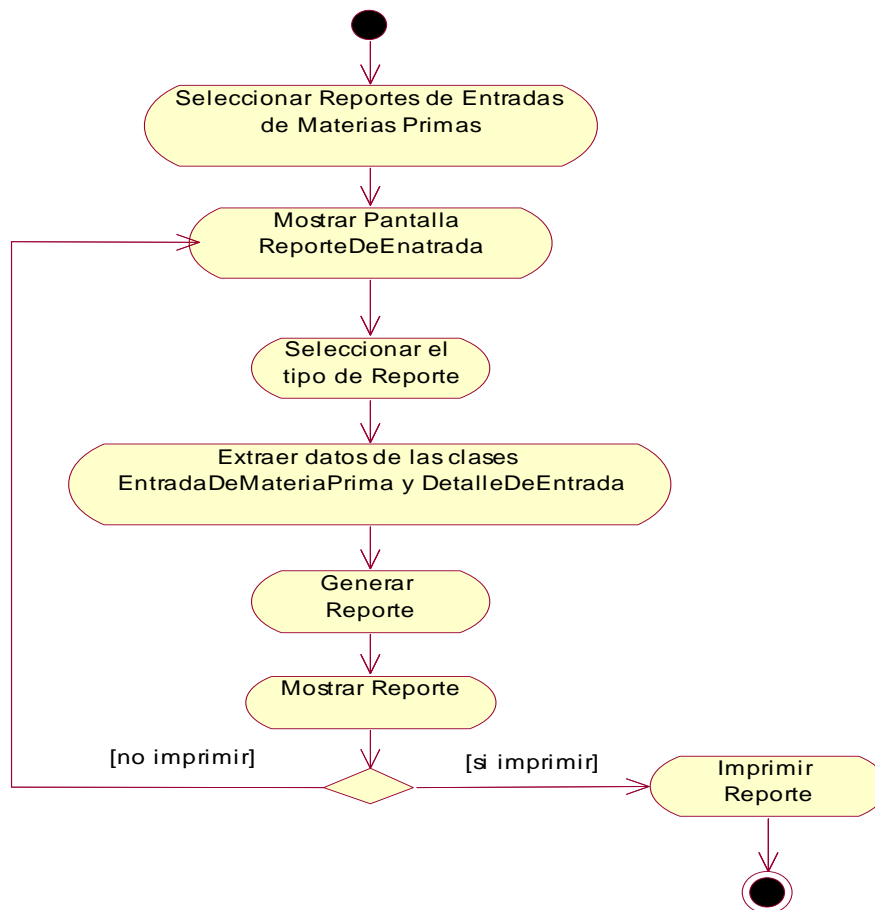 Seleccionar Reportes de Entradas
de Materias Primas
Mostrar Pantalla
ReporteDeEnatrada
Seleccionar el
tipo de Reporte
Extraer datos de las clases
EntradaDeMateriaPrima y DetalleDeEntrada
Generar
Reporte
Mostrar Reporte
[no imprimir]
[si imprimir]
Imprimir
Reporte